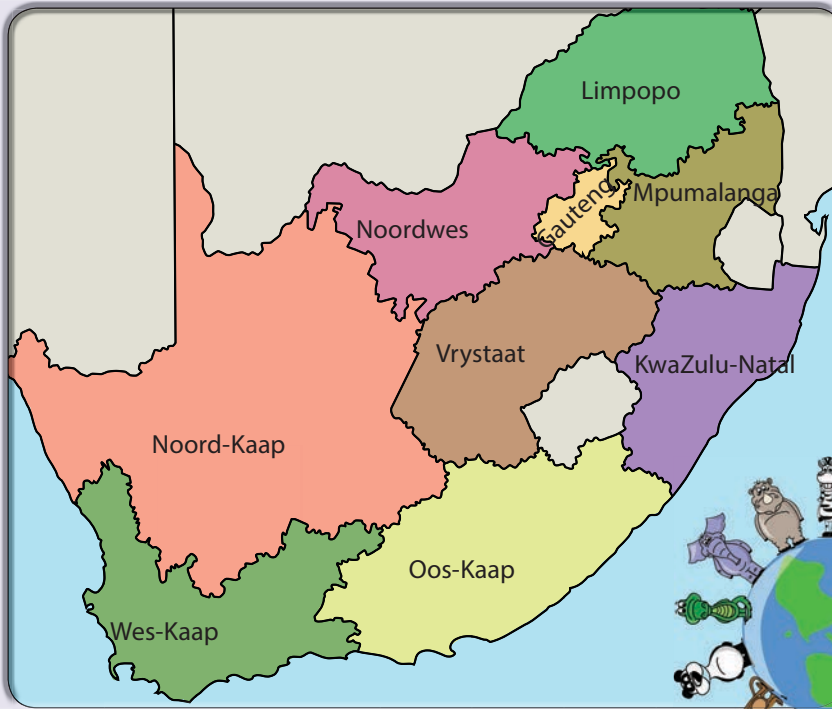 Limpopo
Mpumalanga
Gauteng
Noordwes
Vrystaat
KwaZulu-Natal
Noord-Kaap
Oos-Kaap
Wes-Kaap